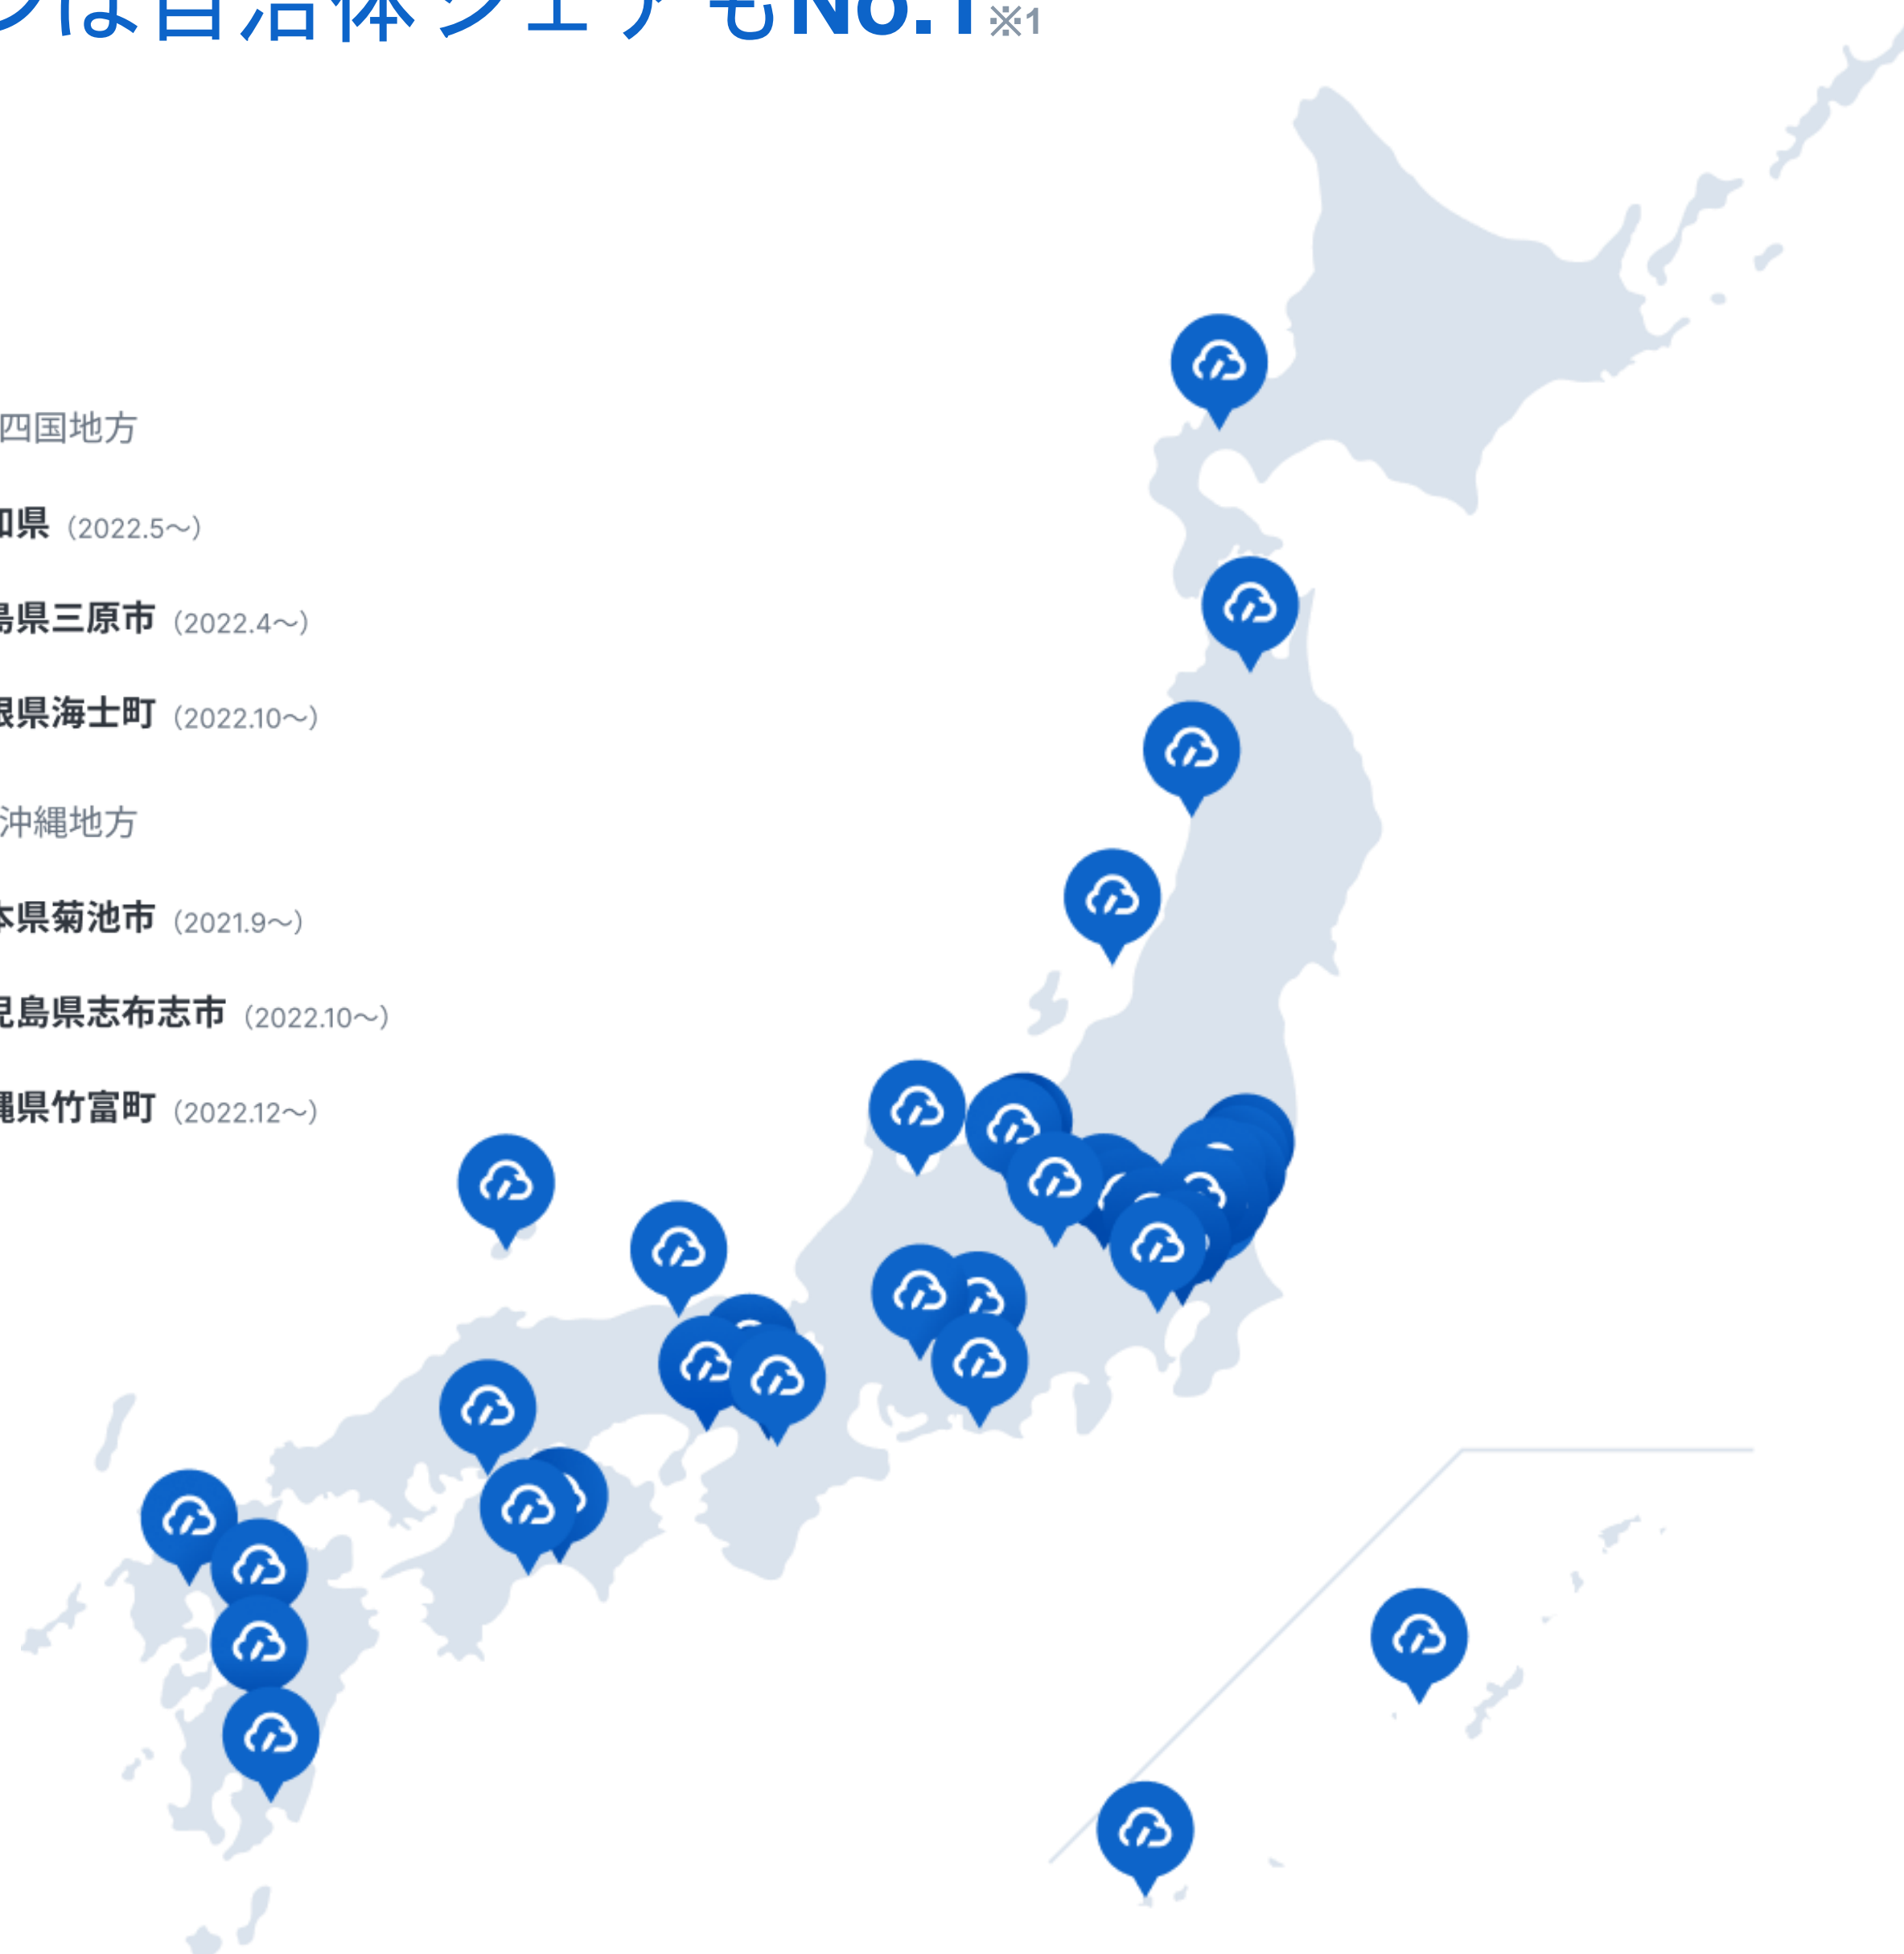 は自治体シェアもNo.1※1
四国地方
県（2022.5〜）
県三原市（2022.4〜）
県海士町（2022.10〜）
沖縄地方
県菊池市（2021.9〜）
島県志布志市（2022.10〜）
県竹富町（2022.12〜）